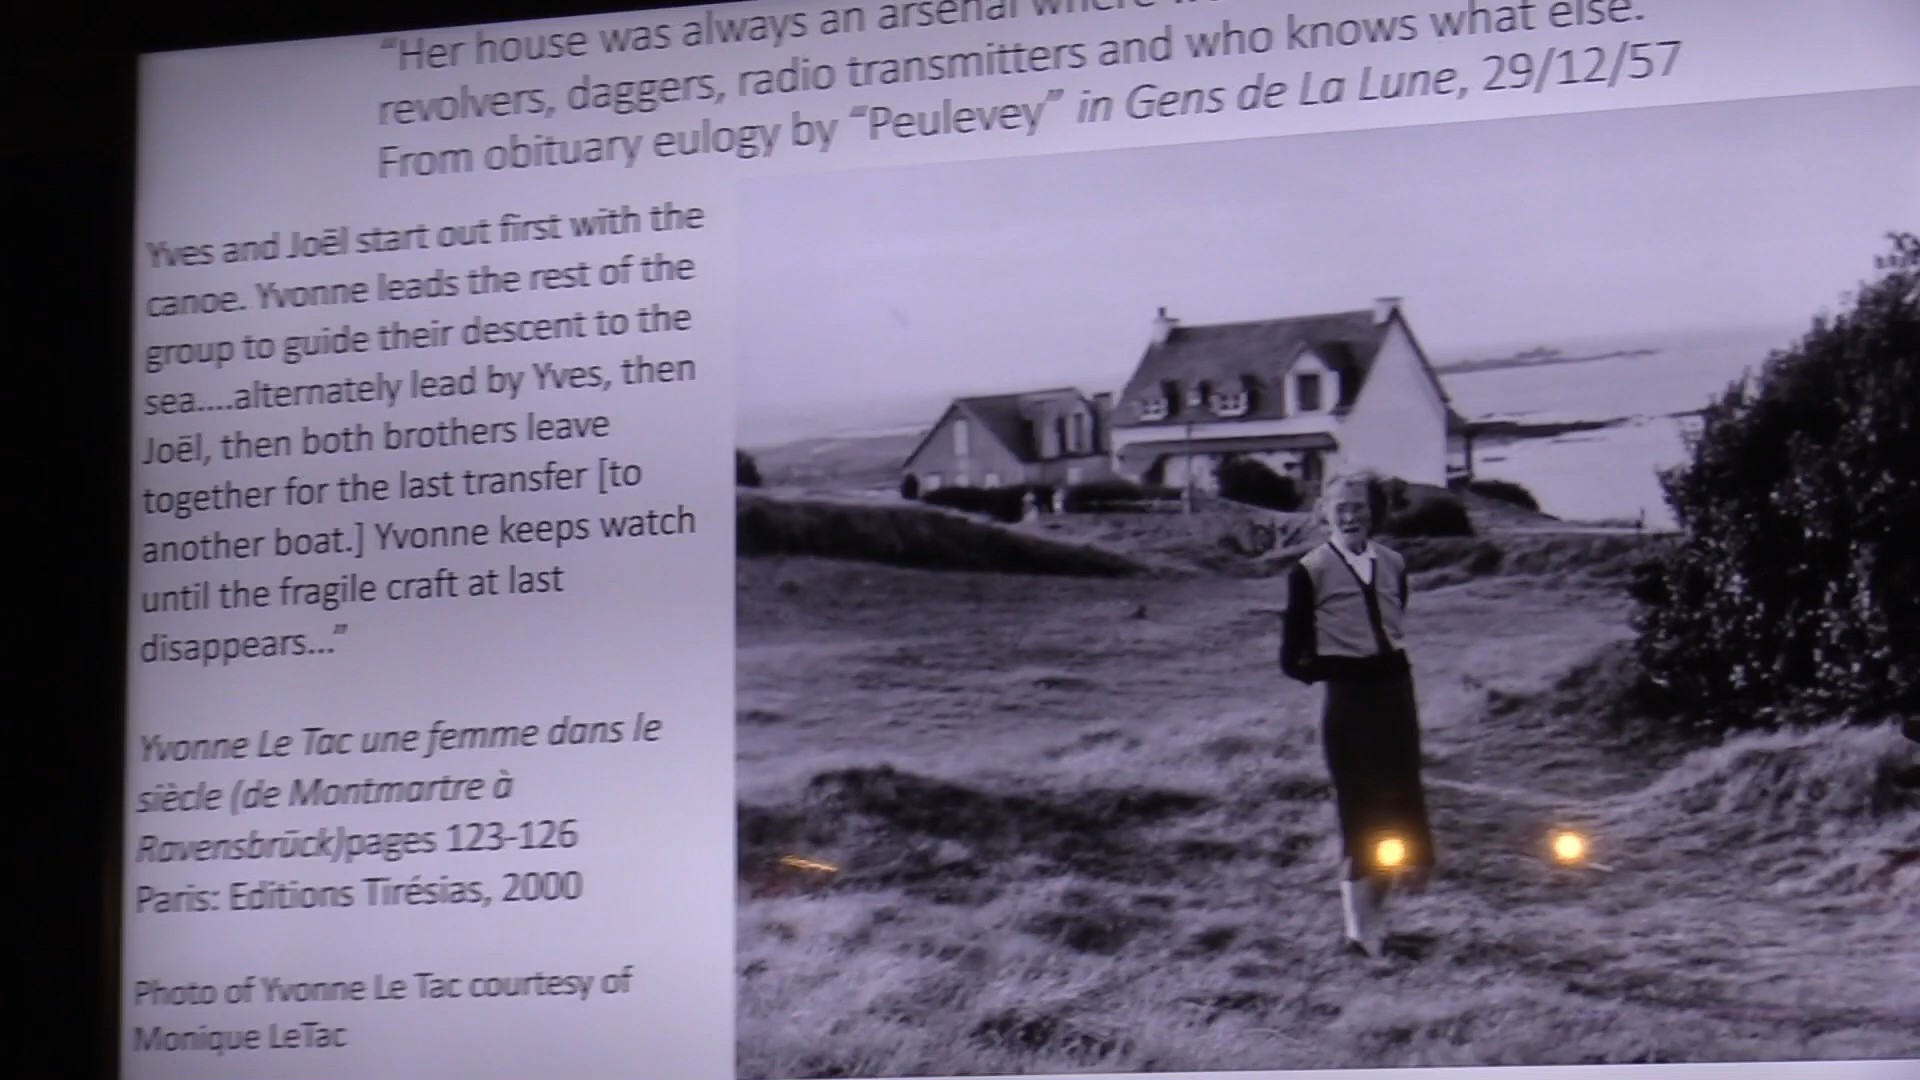 “Her house was always an arsenal where
revolvers, daggers, radio transmitters and who knows what else.
From obituary eulogy by “Peulevey” in Gens de La Lune, 29/12/57
Yves and Joël start out first with the
canoe. Yvonne leads the rest of the
group to guide their descent to the
sea....alternately lead by Yves, then
Joël, then both brothers leave
together for the last transfer [to
another boat.] Yvonne keeps watch
until the fragile craft at last
disappears...”
Yvonne Le Tac une femme dans le
siècle (de Montmartre à
Ravensbrück)pages 123-126
Paris: Editions Tirésias, 2000
Photo of Yvonne Le Tac courtesy of
Monique LeTac